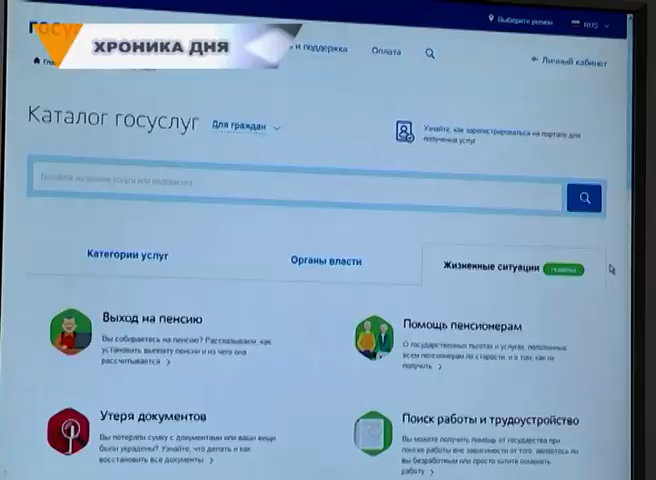 ХРОНИКА ДНЯ
Выберите регион
RUS
и поддержка
Оплата
Личный кабинет
Каталог госуслуг
Для граждан
Узнайте, как зарегистрироваться на портале для
получения услуг
Категории услуг
Органы власти
Жизненные ситуации
Выход на пенсию
Вы собираетесь на пенсию? Рассказываем, как
установить выплату пенсии и из чего она
рассчитывается
Помощь пенсионерам
О государственных льготах и услугах, положенных
всем пенсионерам по старости, и о том, как их
получить
Утеря документов
Вы потеряли сумку с документами или ваши вещи
были украдены? Узнайте, что делать и как
восстановить все документы
Поиск работы и трудоустройство
Вы можете получить помощь от государства при
поиске работы вне зависимости от того, являетесь ли
вы безработным или просто хотите поменять
работу